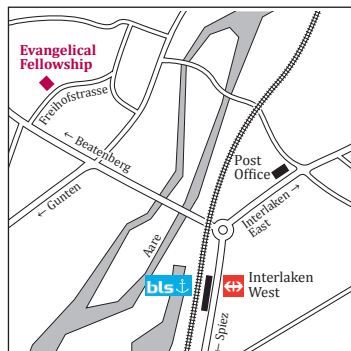 Evangelical
Fellowship
Freihofstrasse
← Beatenberg
← Gunten
Post
Office
Interlaken →
East
Aare
bls
Interlaken
West
← Spiez